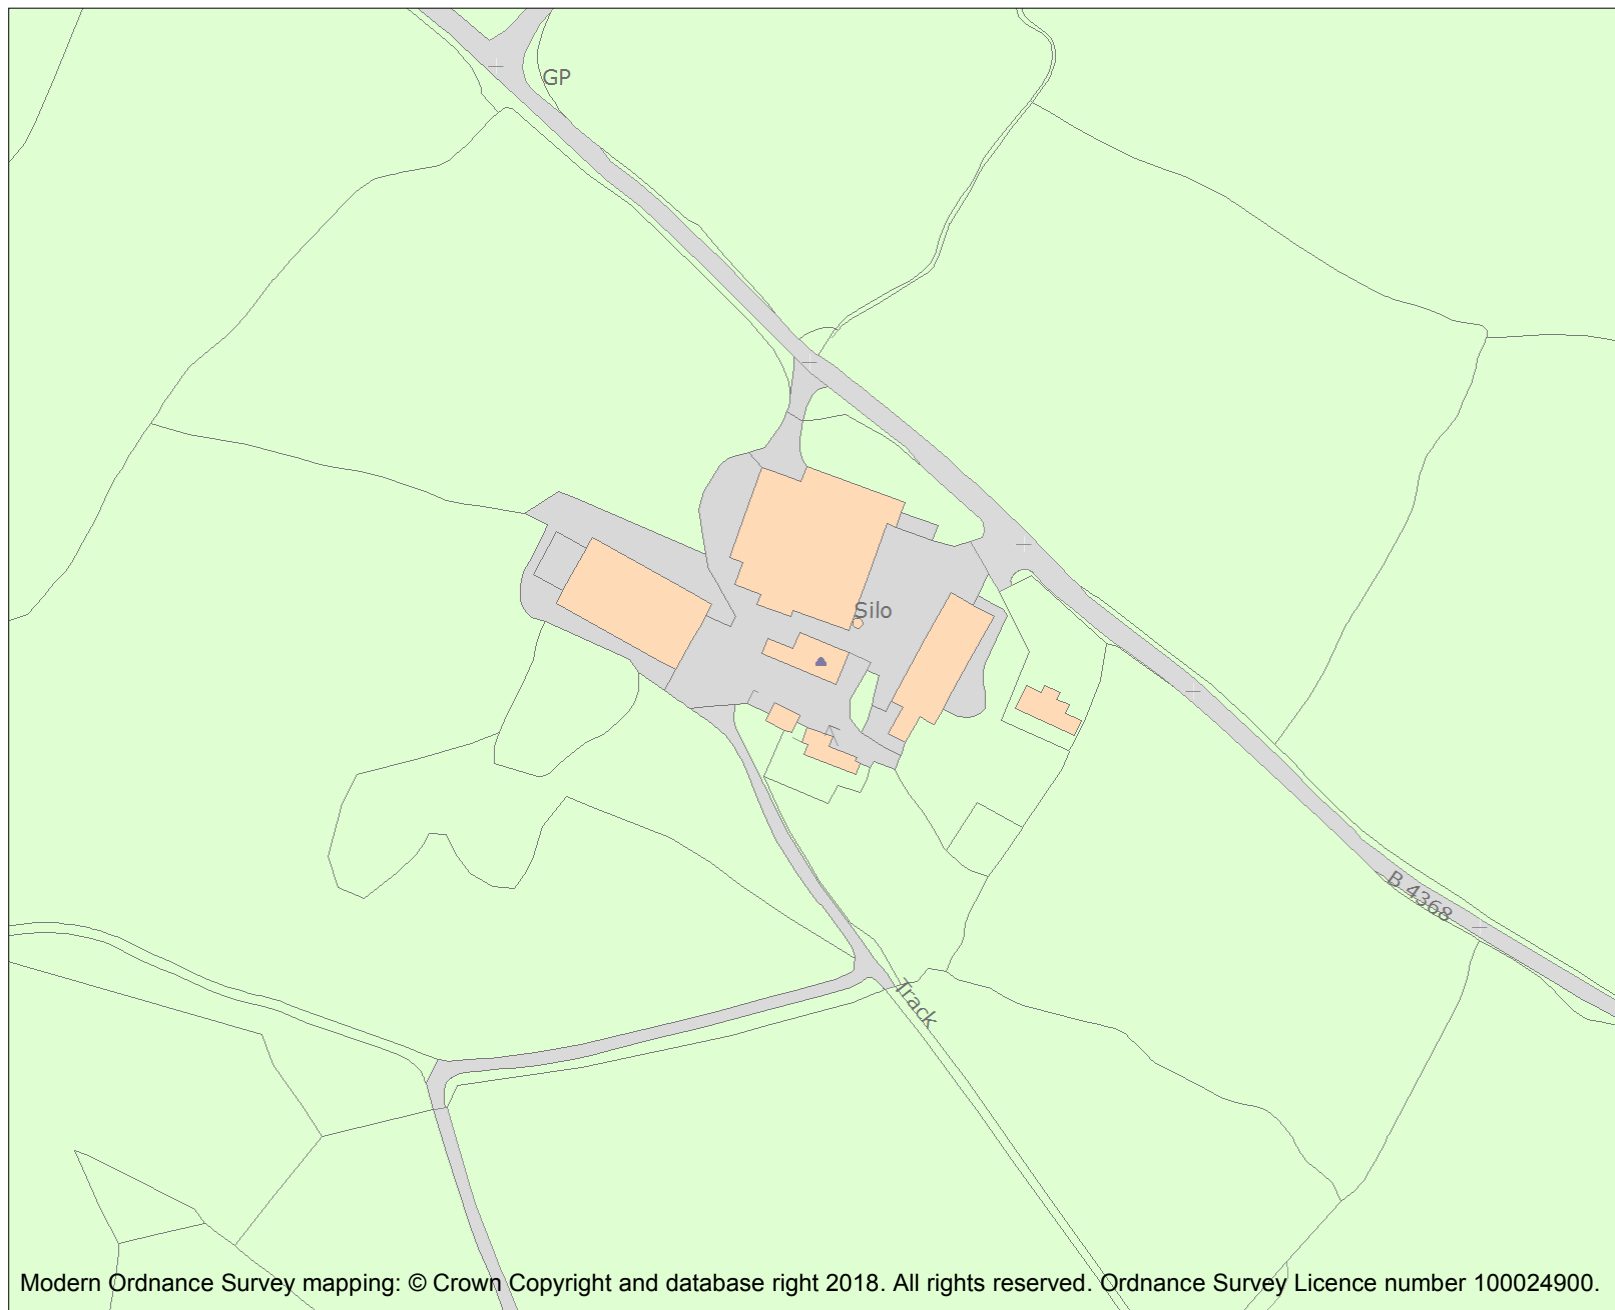 GP
Silo
B 4368
Track
Modern Ordnance Survey mapping: © Crown Copyright and database right 2018. All rights reserved. Ordnance Survey Licence number 100024900.